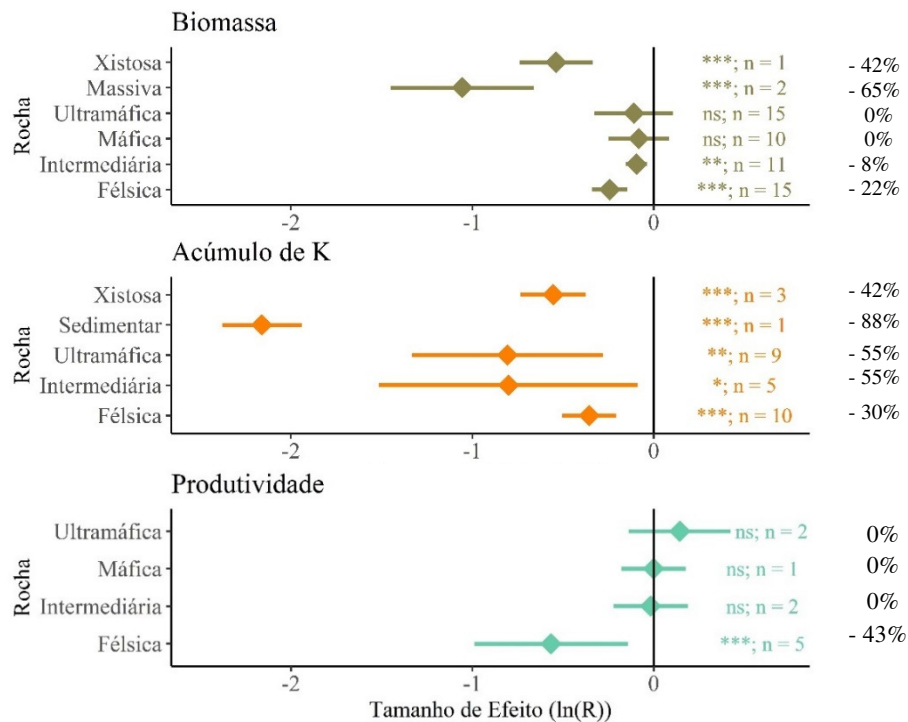 Biomassa
Rocha
Xistosa ***; n = 1 - 42%
Massiva ***; n = 2 - 65%
Ultramáfica ns; n = 15 0%
Máfica ns; n = 10 0%
Intermediária **; n = 11 - 8%
Félsica ***; n = 15 - 22%
-2 -1 0
Acúmulo de K
Rocha
Xistosa ***; n = 3 - 42%
Sedimentar ***; n = 1 - 88%
Ultramáfica **; n = 9 - 55%
Intermediária *; n = 5 - 55%
Félsica ***; n = 10 - 30%
-2 -1 0
Produtividade
Rocha
Ultramáfica ns; n = 2 0%
Máfica ns; n = 1 0%
Intermediária ns; n = 2 0%
Félsica ***; n = 5 - 43%
-2 -1 0
Tamanho de Efeito (ln(R))